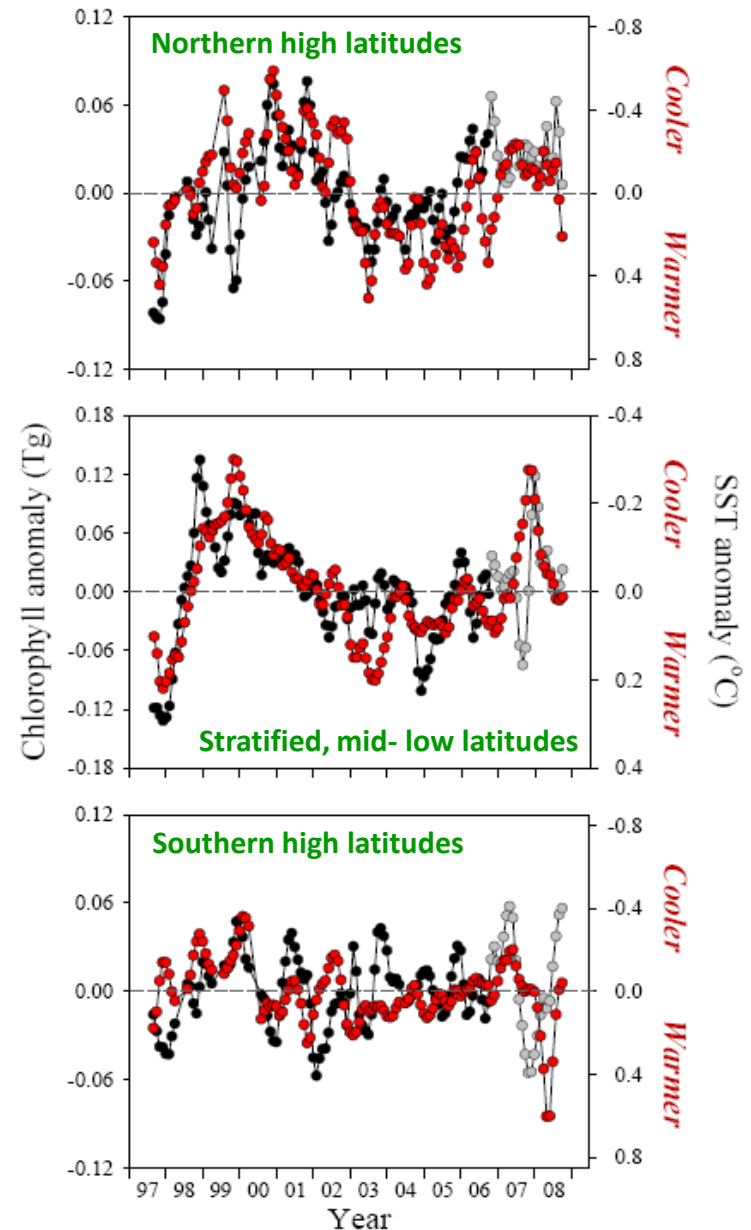 Chlorophyll anomaly (Tg)
SST anomaly (°C)
Northern high latitudes
0.12
0.06
0.00
-0.06
-0.12
-0.8
-0.4
0.0
0.4
0.8
Cooler
Warmer
Stratified, mid- low latitudes
0.18
0.12
0.06
0.00
-0.06
-0.12
-0.18
-0.4
-0.2
0.0
0.2
0.4
Cooler
Warmer
Southern high latitudes
0.12
0.06
0.00
-0.06
-0.12
-0.8
-0.4
0.0
0.4
0.8
Cooler
Warmer
97 98 99 00 01 02 03 04 05 06 07 08
Year